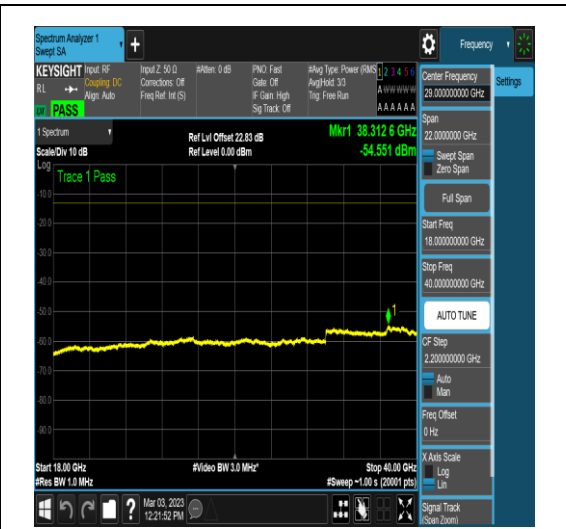 Spectrum Analyzer 1
Swept SA
Frequency
KEYSIGHT
RL
Input: RF
Coupling: DC
Align: Auto
Input Z: 50 Ω
Corrections: Off
Freq Ref: Int (S)
#Atten: 0 dB
PNO: Fast
Gate: Off
IF Gain: High
Sig Track: Off
#Avg Type: Power (RMS
Avg|Hold: 3/3
Trig: Free Run
1 2 3 4 5 6
A W W W W W
A A A A A A
PASS
1 Spectrum
Scale/Div 10 dB
Ref Lvl Offset 22.83 dB
Ref Level 0.00 dBm
Mkr1 38.312 6 GHz
-54.551 dBm
Log
Trace 1 Pass
-10.0
-20.0
-30.0
-40.0
-50.0
-60.0
-70.0
-80.0
-90.0
1
Start 18.00 GHz
#Res BW 1.0 MHz
#Video BW 3.0 MHz*
Stop 40.00 GHz
#Sweep ~1.00 s (20001 pts)
Mar 03, 2023
12:21:52 PM
Center Frequency
29.000000000 GHz
Settings
Span
22.0000000 GHz
Swept Span
Zero Span
Full Span
Start Freq
18.000000000 GHz
Stop Freq
40.000000000 GHz
AUTO TUNE
CF Step
2.200000000 GHz
Auto
Man
Freq Offset
0 Hz
X Axis Scale
Log
Lin
Signal Track
(Span Zoom)